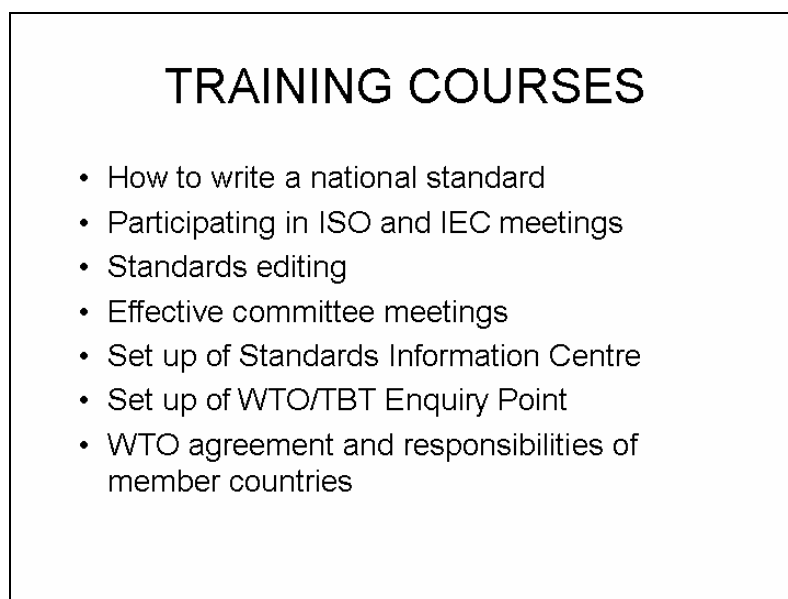 TRAINING COURSES
• How to write a national standard
• Participating in ISO and IEC meetings
• Standards editing
• Effective committee meetings
• Set up of Standards Information Centre
• Set up of WTO/TBT Enquiry Point
• WTO agreement and responsibilities of
member countries